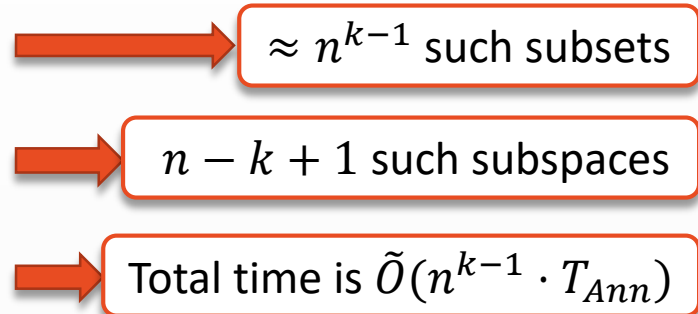 ≈ n^{k−1} such subsets
n − k + 1 such subspaces
Total time is Õ(n^{k−1} · T_{Ann})